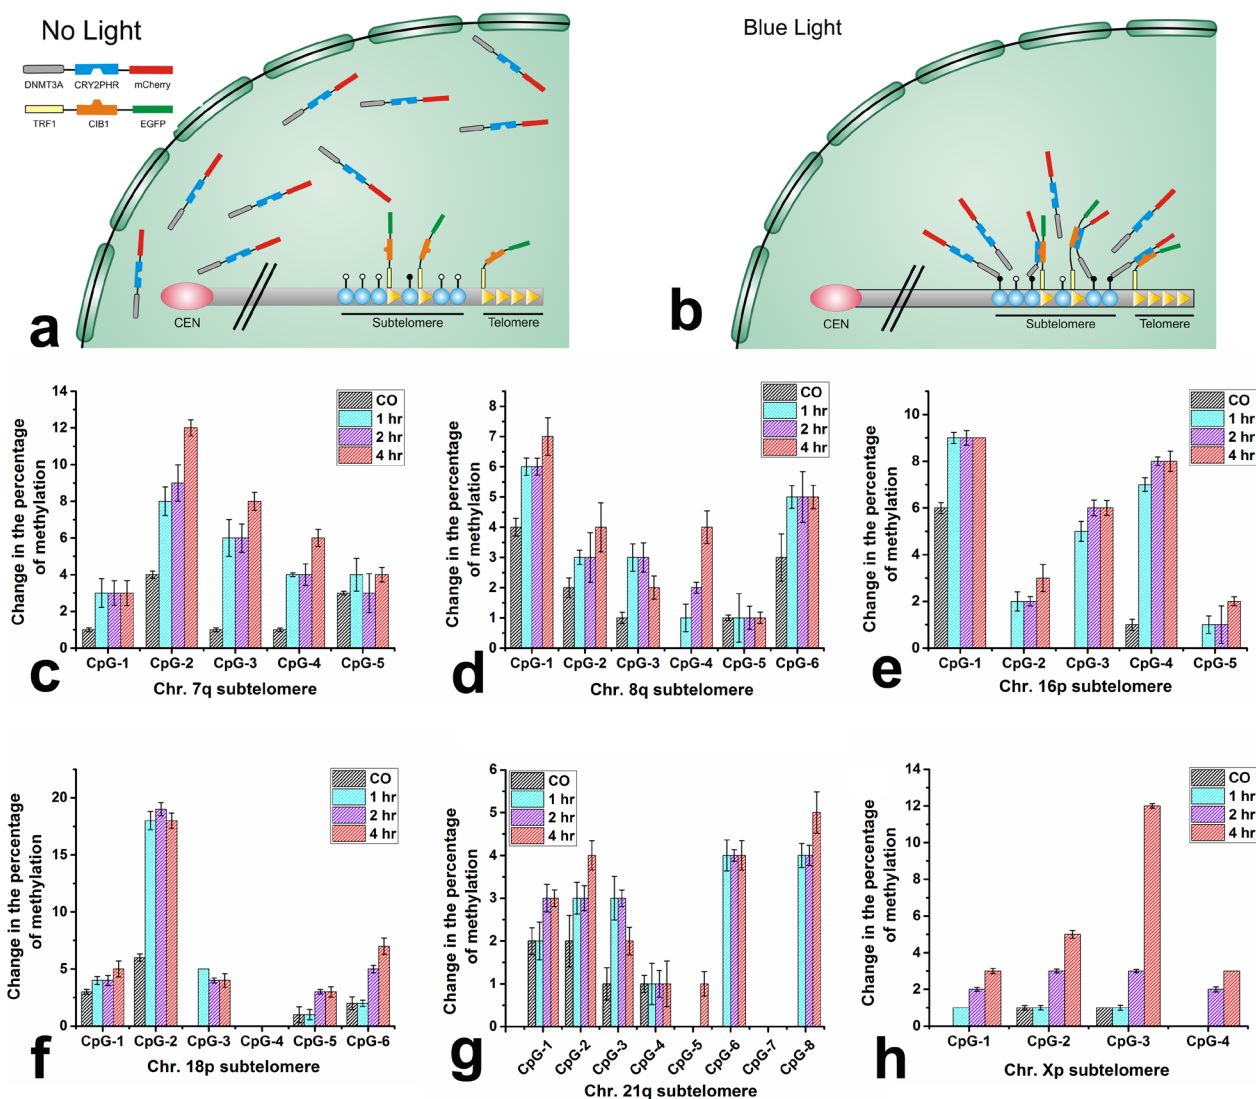 No Light
DNMT3A CRY2PHR mCherry
TRF1 CIB1 EGFP
CEN
Subtelomere
Telomere
a
Blue Light
CEN
Subtelomere
Telomere
b
14
12
10
8
6
4
2
0
Change in the percentage
of methylation
CO
1 hr
2 hr
4 hr
CpG-1 CpG-2 CpG-3 CpG-4 CpG-5
Chr. 7q subtelomere
c
8
7
6
5
4
3
2
1
0
Change in the percentage
of methylation
CO
1 hr
2 hr
4 hr
CpG-1 CpG-2 CpG-3 CpG-4 CpG-5 CpG-6
Chr. 8q subtelomere
d
10
8
6
4
2
0
Change in the percentage
of methylation
CO
1 hr
2 hr
4 hr
CpG-1 CpG-2 CpG-3 CpG-4 CpG-5
Chr. 16p subtelomere
e
20
15
10
5
0
Change in the percentage
of methylation
CO
1 hr
2 hr
4 hr
CpG-1 CpG-2 CpG-3 CpG-4 CpG-5 CpG-6
Chr. 18p subtelomere
f
6
5
4
3
2
1
0
Change in the percentage
of methylation
CO
1 hr
2 hr
4 hr
CpG-1 CpG-2 CpG-3 CpG-4 CpG-5 CpG-6 CpG-7 CpG-8
Chr. 21q subtelomere
g
14
12
10
8
6
4
2
0
Change in the percentage
of methylation
CO
1 hr
2 hr
4 hr
CpG-1 CpG-2 CpG-3 CpG-4
Chr. Xp subtelomere
h